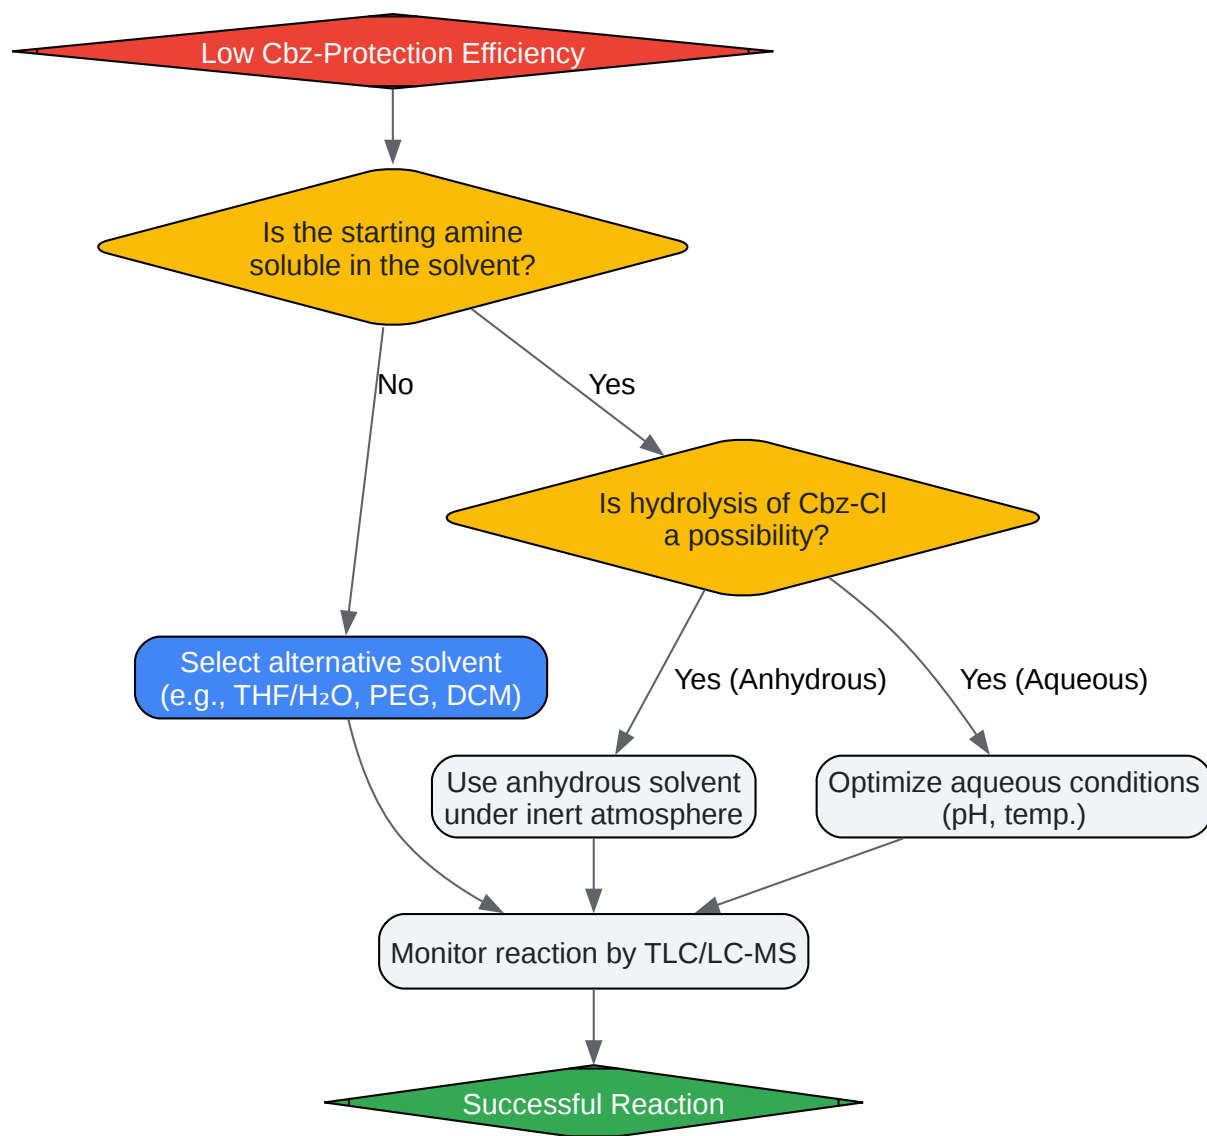 Low Cbz-Protection Efficiency
Is the starting amine
soluble in the solvent?
No
Yes
Is hydrolysis of Cbz-Cl
a possibility?
Select alternative solvent
(e.g., THF/H₂O, PEG, DCM)
Yes (Anhydrous)
Yes (Aqueous)
Use anhydrous solvent
under inert atmosphere
Optimize aqueous conditions
(pH, temp.)
Monitor reaction by TLC/LC-MS
Successful Reaction